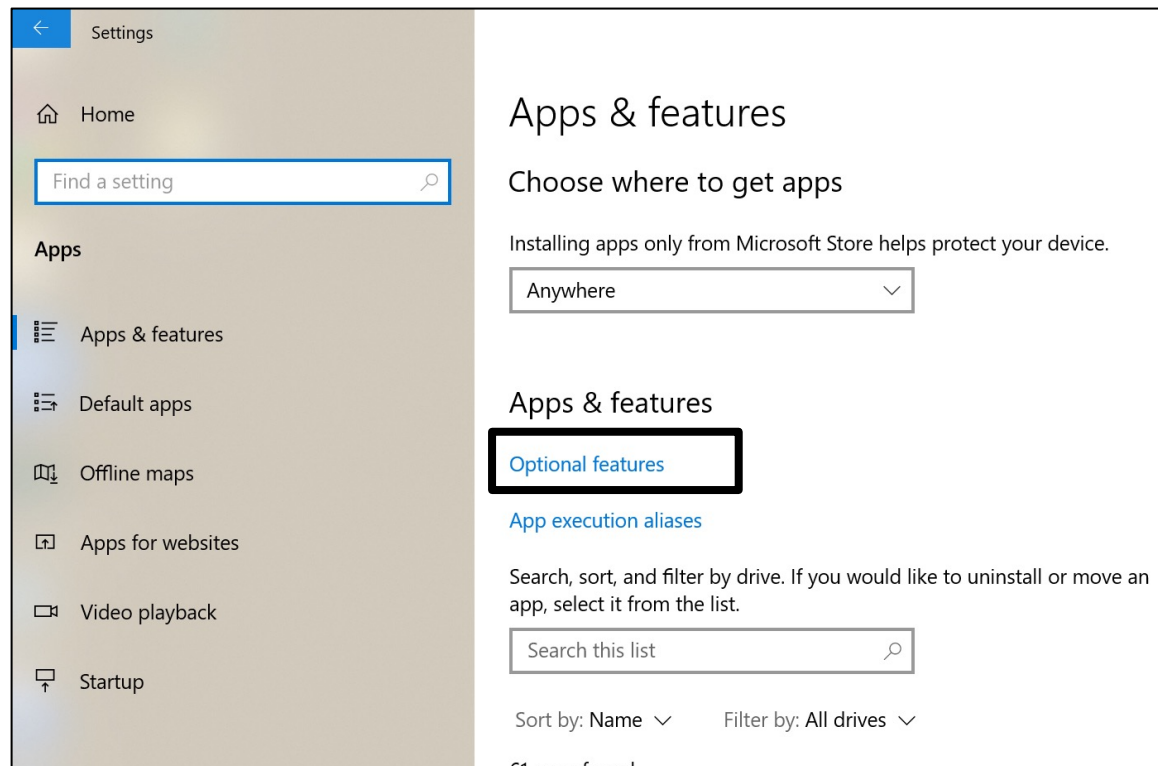 Settings
Home
Find a setting
Apps
Apps & features
Default apps
Offline maps
Apps for websites
Video playback
Startup
Apps & features
Choose where to get apps
Installing apps only from Microsoft Store helps protect your device.
Anywhere
Apps & features
Optional features
App execution aliases
Search, sort, and filter by drive. If you would like to uninstall or move an
app, select it from the list.
Search this list
Sort by: Name Filter by: All drives